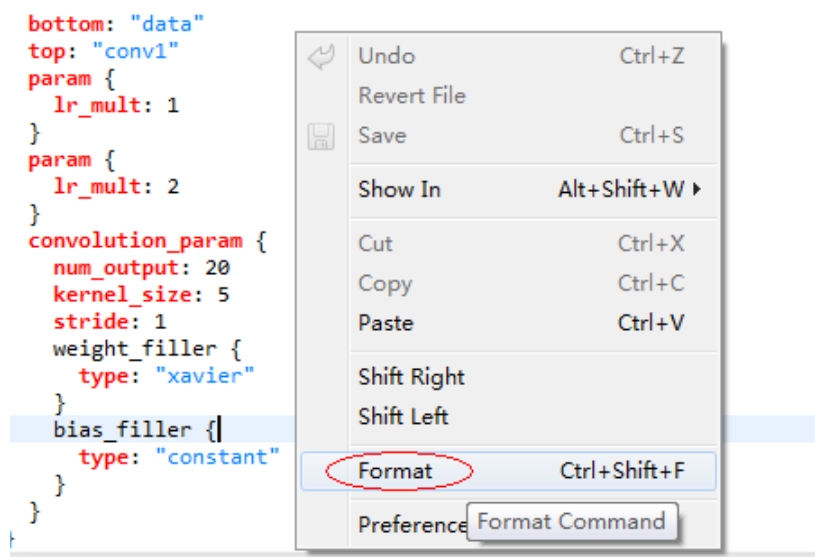 bottom: "data"
top: "conv1"
param {
  lr_mult: 1
}
param {
  lr_mult: 2
}
convolution_param {
  num_output: 20
  kernel_size: 5
  stride: 1
  weight_filler {
    type: "xavier"
  }
  bias_filler {
    type: "constant"
  }
}
}
Undo Ctrl+Z
Revert File
Save Ctrl+S
Show In Alt+Shift+W
Cut Ctrl+X
Copy Ctrl+C
Paste Ctrl+V
Shift Right
Shift Left
Format Ctrl+Shift+F
Preference
Format Command